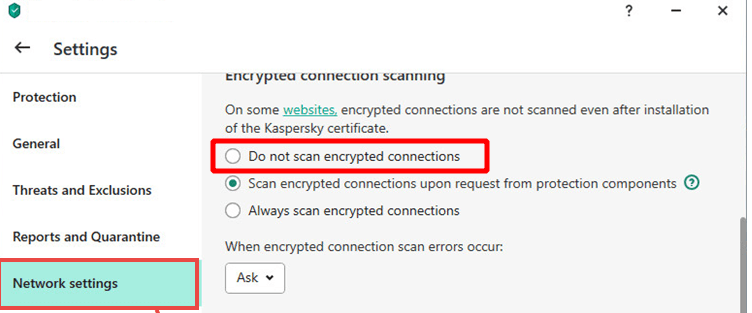 ?
Settings
Protection
General
Threats and Exclusions
Reports and Quarantine
Network settings
Encrypted connection scanning
On some websites, encrypted connections are not scanned even after installation
of the Kaspersky certificate.
Do not scan encrypted connections
Scan encrypted connections upon request from protection components ?
Always scan encrypted connections
When encrypted connection scan errors occur:
Ask